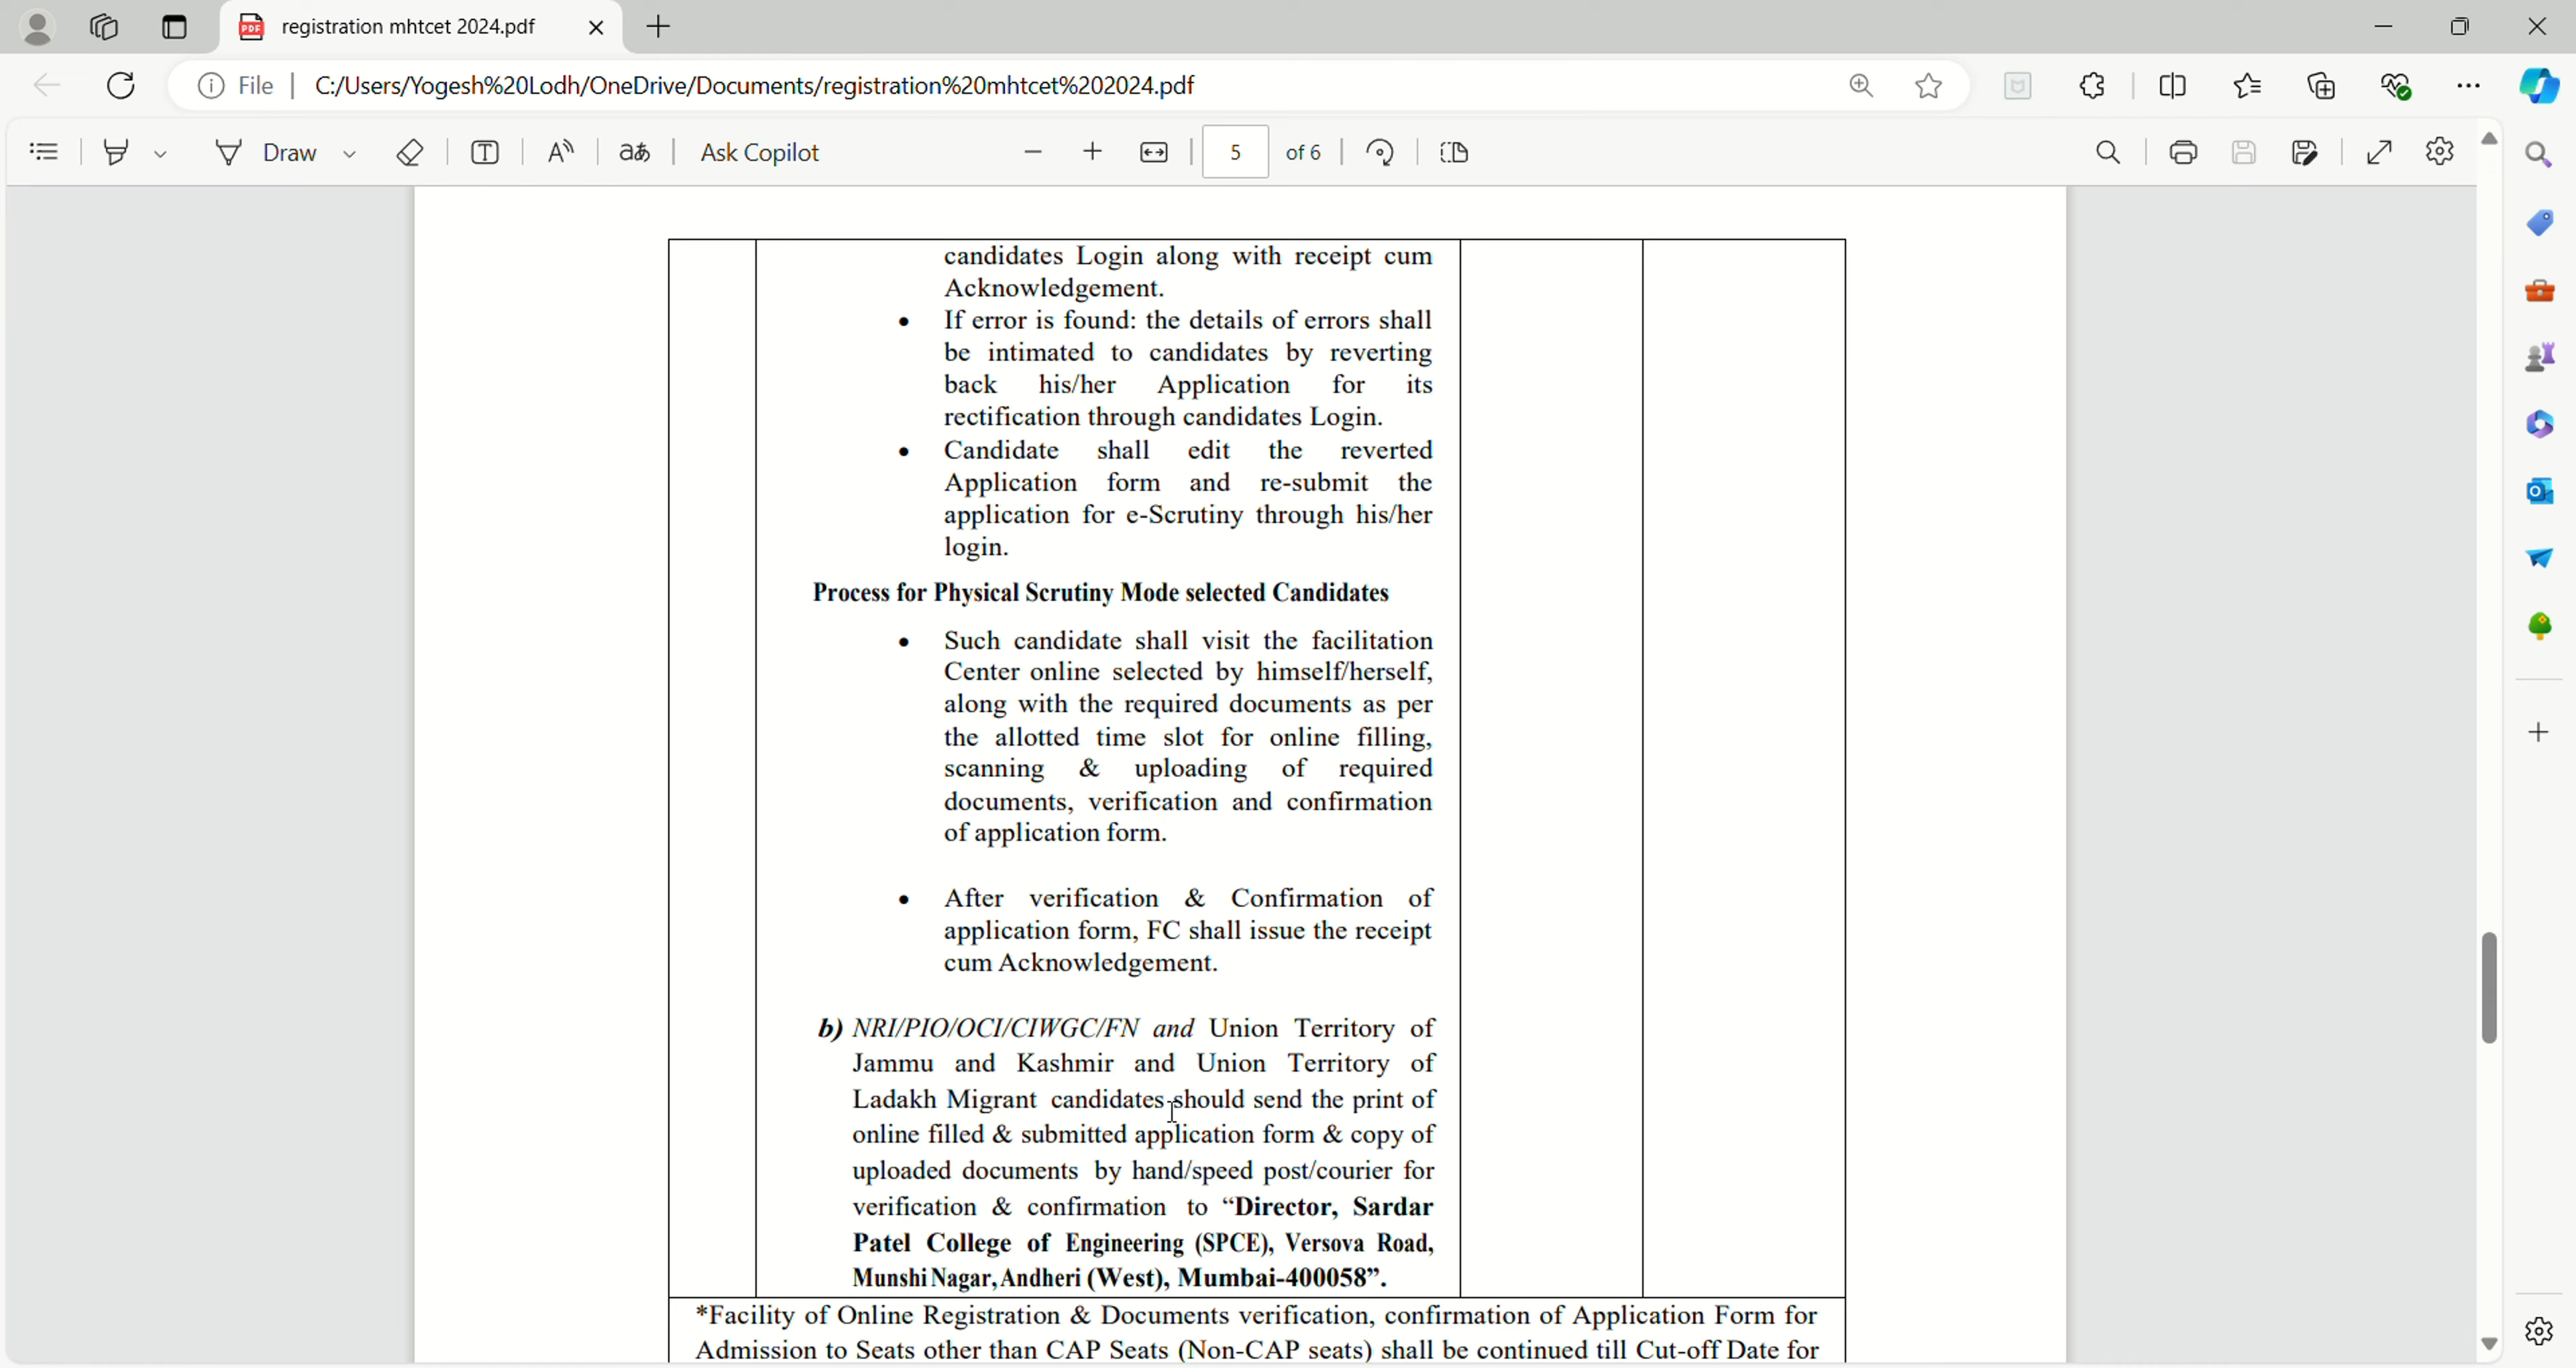 registration mhtcet 2024.pdf
File
C:/Users/Yogesh%20Lodh/OneDrive/Documents/registration%20mhtcet%202024.pdf
Draw
Ask Copilot
5 of 6
candidates Login along with receipt cum
Acknowledgement.
• If error is found: the details of errors shall
be intimated to candidates by reverting
back his/her Application for its
rectification through candidates Login.
• Candidate shall edit the reverted
Application form and re-submit the
application for e-Scrutiny through his/her
login.
Process for Physical Scrutiny Mode selected Candidates
• Such candidate shall visit the facilitation
Center online selected by himself/herself,
along with the required documents as per
the allotted time slot for online filling,
scanning & uploading of required
documents, verification and confirmation
of application form.
• After verification & Confirmation of
application form, FC shall issue the receipt
cum Acknowledgement.
b) NRI/PIO/OCI/CIWGC/FN and Union Territory of
Jammu and Kashmir and Union Territory of
Ladakh Migrant candidates should send the print of
online filled & submitted application form & copy of
uploaded documents by hand/speed post/courier for
verification & confirmation to “Director, Sardar
Patel College of Engineering (SPCE), Versova Road,
Munshi Nagar, Andheri (West), Mumbai-400058”.
*Facility of Online Registration & Documents verification, confirmation of Application Form for
Admission to Seats other than CAP Seats (Non-CAP seats) shall be continued till Cut-off Date for